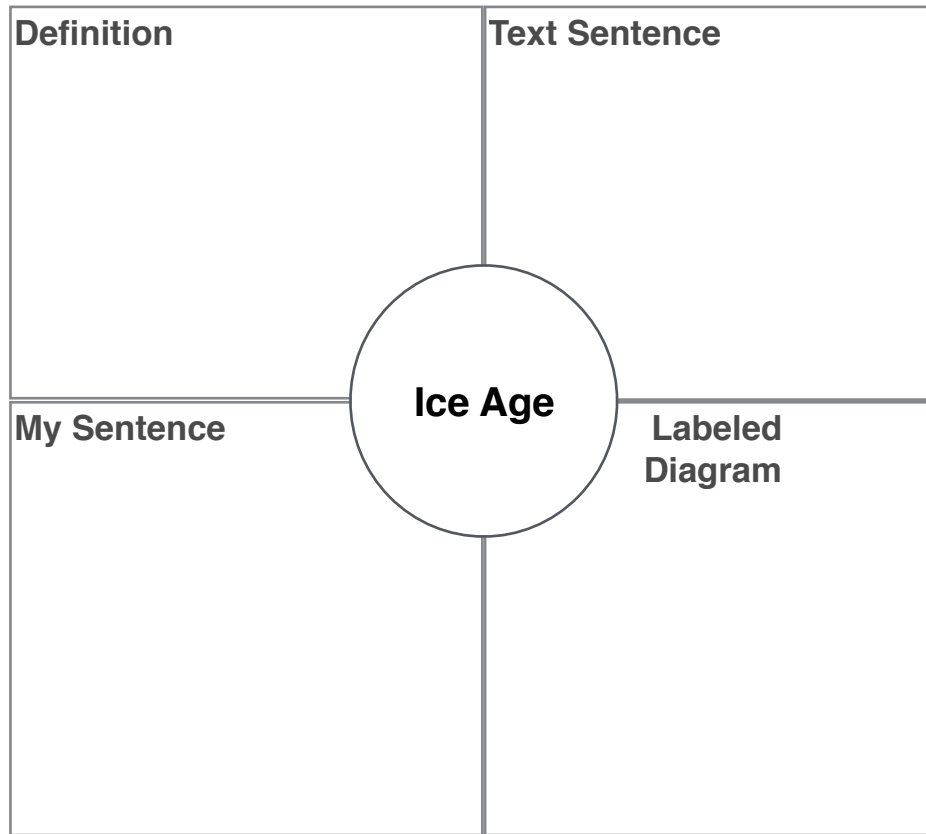 Definition
Text Sentence
Ice Age
My Sentence
Labeled
Diagram